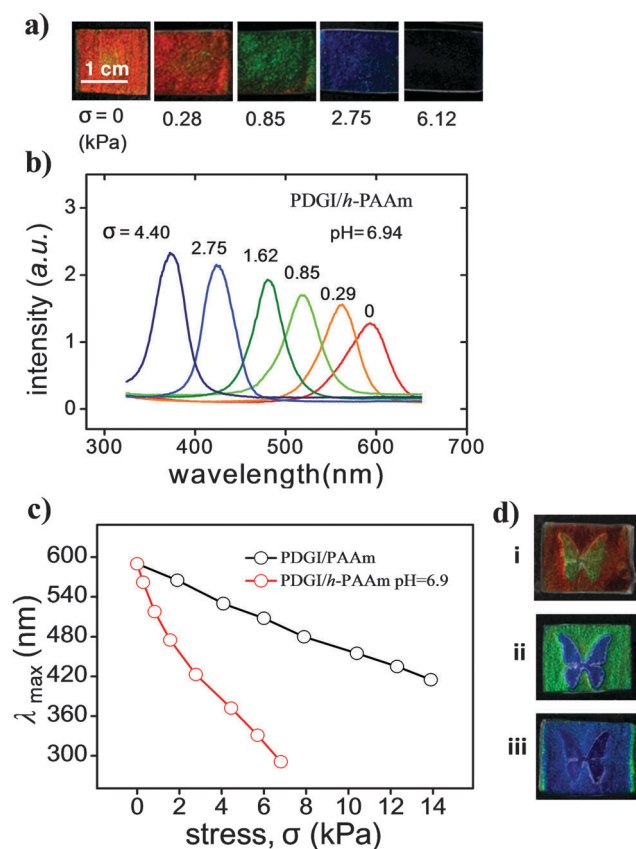 a)
1 cm
σ = 0 0.28 0.85 2.75 6.12
(kPa)
b)
PDGI/h-PAAm
pH=6.94
σ = 4.40 2.75 1.62 0.85 0.29 0
intensity (a.u.)
3
2
1
0
300 400 500 600 700
wavelength(nm)
c)
PDGI/PAAm
PDGI/h-PAAm pH=6.9
λ max (nm)
600
540
480
420
360
300
0 2 4 6 8 10 12 14
stress, σ (kPa)
d)
i
ii
iii